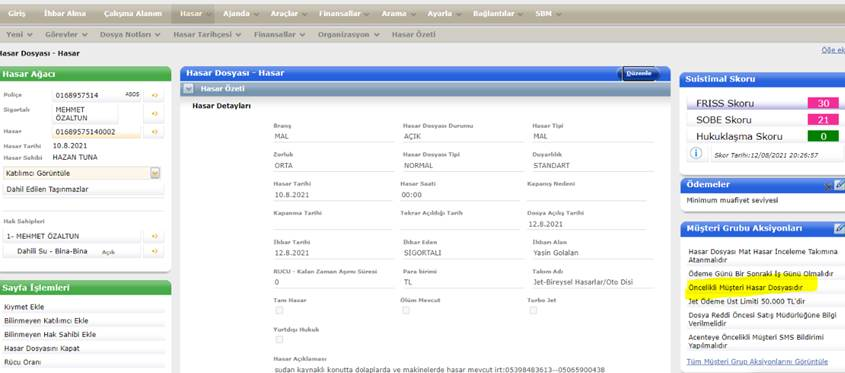 Giriş İhbar Alma Çalışma Alanım Hasar Ajanda Araçlar Finansallar Arama Ayarla Bağlantılar SBM
Yeni Görevler Dosya Notları Hasar Tarihçesi Finansallar Organizasyon Hasar Özeti
Hasar Dosyası - Hasar
Öğe ek
Hasar Ağacı
Poliçe 0168957514 ABOS
Sigortalı MEHMET
ÖZALTUN
Hasar 01689575140002
Hasar Tarihi 10.8.2021
Hasar Sahibi HAZAN TUNA
Katılımcı Görüntüle
Dahil Edilen Taşınmazlar
Hak Sahipleri
1- MEHMET ÖZALTUN
Dahili Su - Bina-Bina Açık
Sayfa İşlemleri
Kıymet Ekle
Bilinmeyen Katılımcı Ekle
Bilinmeyen Hak Sahibi Ekle
Hasar Dosyasını Kapat
Rücu Oranı
Hasar Dosyası - Hasar
Düzenle
Hasar Özeti
Hasar Detayları
Branş Hasar Dosyası Durumu Hasar Tipi
MAL AÇIK MAL
Zorluk Hasar Dosyası Tipi Duyarlılık
ORTA NORMAL STANDART
Hasar Tarihi Hasar Saati Kapanış Nedeni
10.8.2021 00:00
Kapanma Tarihi Tekrar Açıldığı Tarih Dosya Açılış Tarihi
12.8.2021
İhbar Tarihi İhbar Eden İhbarı Alan
12.8.2021 SİGORTALI Yasin Golalan
RUCU - Kalan Zaman Aşımı Süresi Para birimi Takım Adı
0 TL Jet-Bireysel Hasarlar/Oto Disi
Tam Hasar Ölüm Mevcut Turbo Jet
Yurtdışı Hukuk
Hasar Açıklaması
sudan kaynaklı konutta dolaplarda ve makinelerde hasar mevcut irt:05398483613--05065900438
Suistimal Skoru
FRISS Skoru 30
SOBE Skoru 21
Hukuklaşma Skoru 0
Skor Tarihi:12/08/2021 20:26:57
Ödemeler
Minimum muafiyet seviyesi
Müşteri Grubu Aksiyonları
Hasar Dosyası Mat Hasar İnceleme Takımına
Atanmalıdır
Ödeme Günü Bir Sonraki İş Günü Olmalıdır
Öncelikli Müşteri Hasar Dosyasıdır
Jet Ödeme Üst Limiti 50.000 TL'dir
Dosya Reddi Öncesi Satış Müdürlüğüne Bilgi
Verilmelidir
Acenteye Öncelikli Müşteri SMS Bildirimi
Yapılmalıdır
Tüm Müşteri Grup Aksiyonlarını Görüntüle